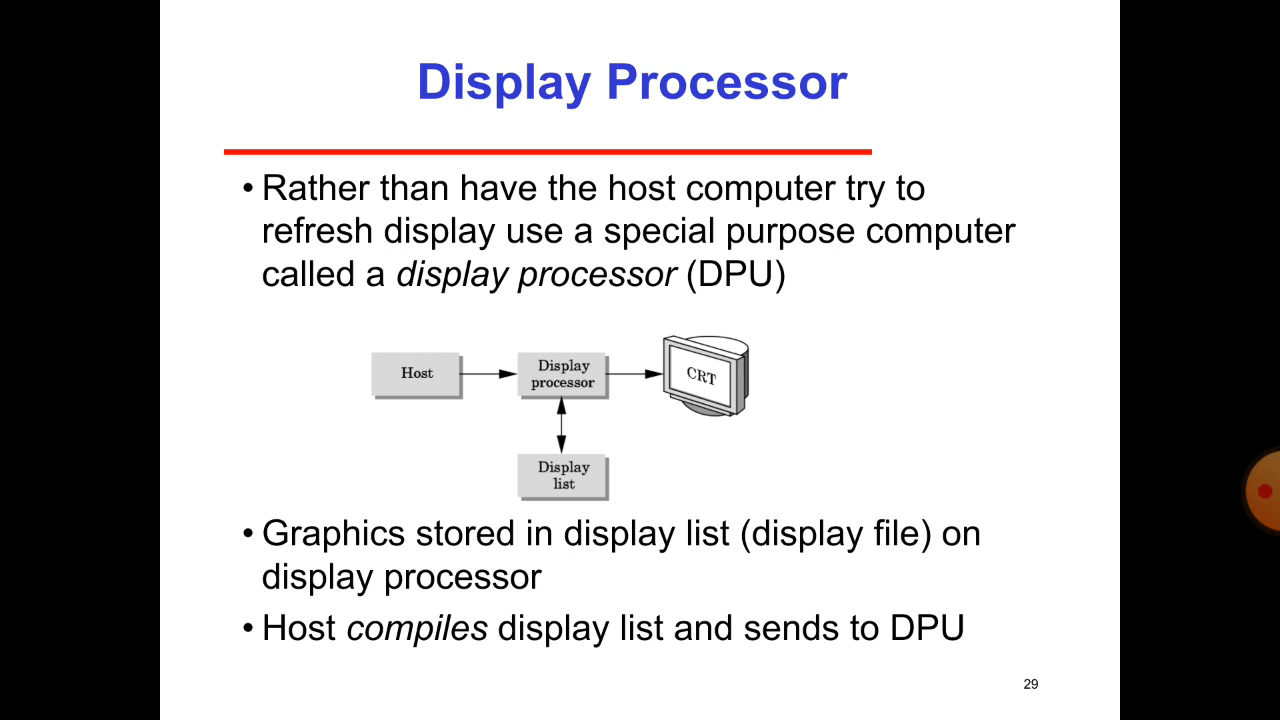 Display Processor
• Rather than have the host computer try to
refresh display use a special purpose computer
called a display processor (DPU)
Host
Display
processor
CRT
Display
list
• Graphics stored in display list (display file) on
display processor
• Host compiles display list and sends to DPU
29